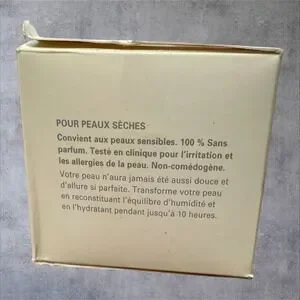 POUR PEAUX SÈCHES
Convient aux peaux sensibles. 100 % Sans
parfum. Testé en clinique pour l'irritation et
les allergies de la peau. Non-comédogène.
Votre peau n'aura jamais été aussi douce et
d'allure si parfaite. Transforme votre peau
en reconstituant l'équilibre d'humidité et
en l'hydratant pendant jusqu'à 10 heures.